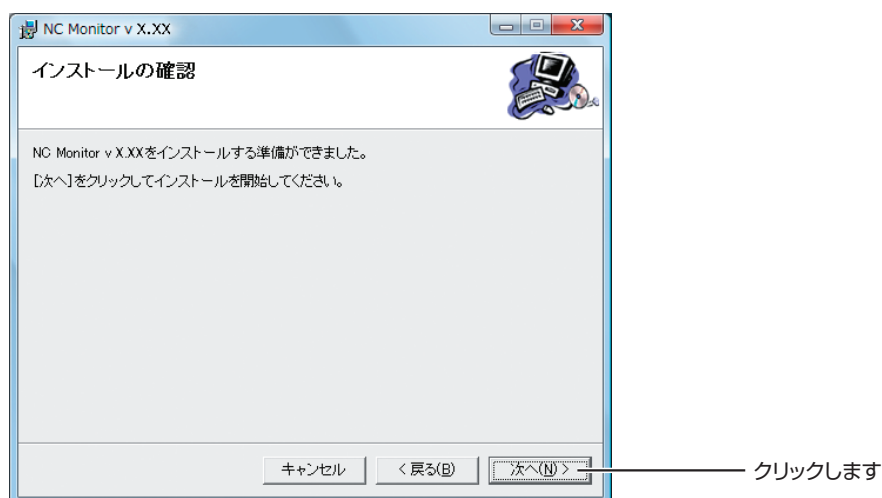 NC Monitor v X.XX
インストールの確認
NC Monitor v X.XXをインストールする準備ができました。
[次へ]をクリックしてインストールを開始してください。
キャンセル
< 戻る(B)
次へ(N) >
クリックします